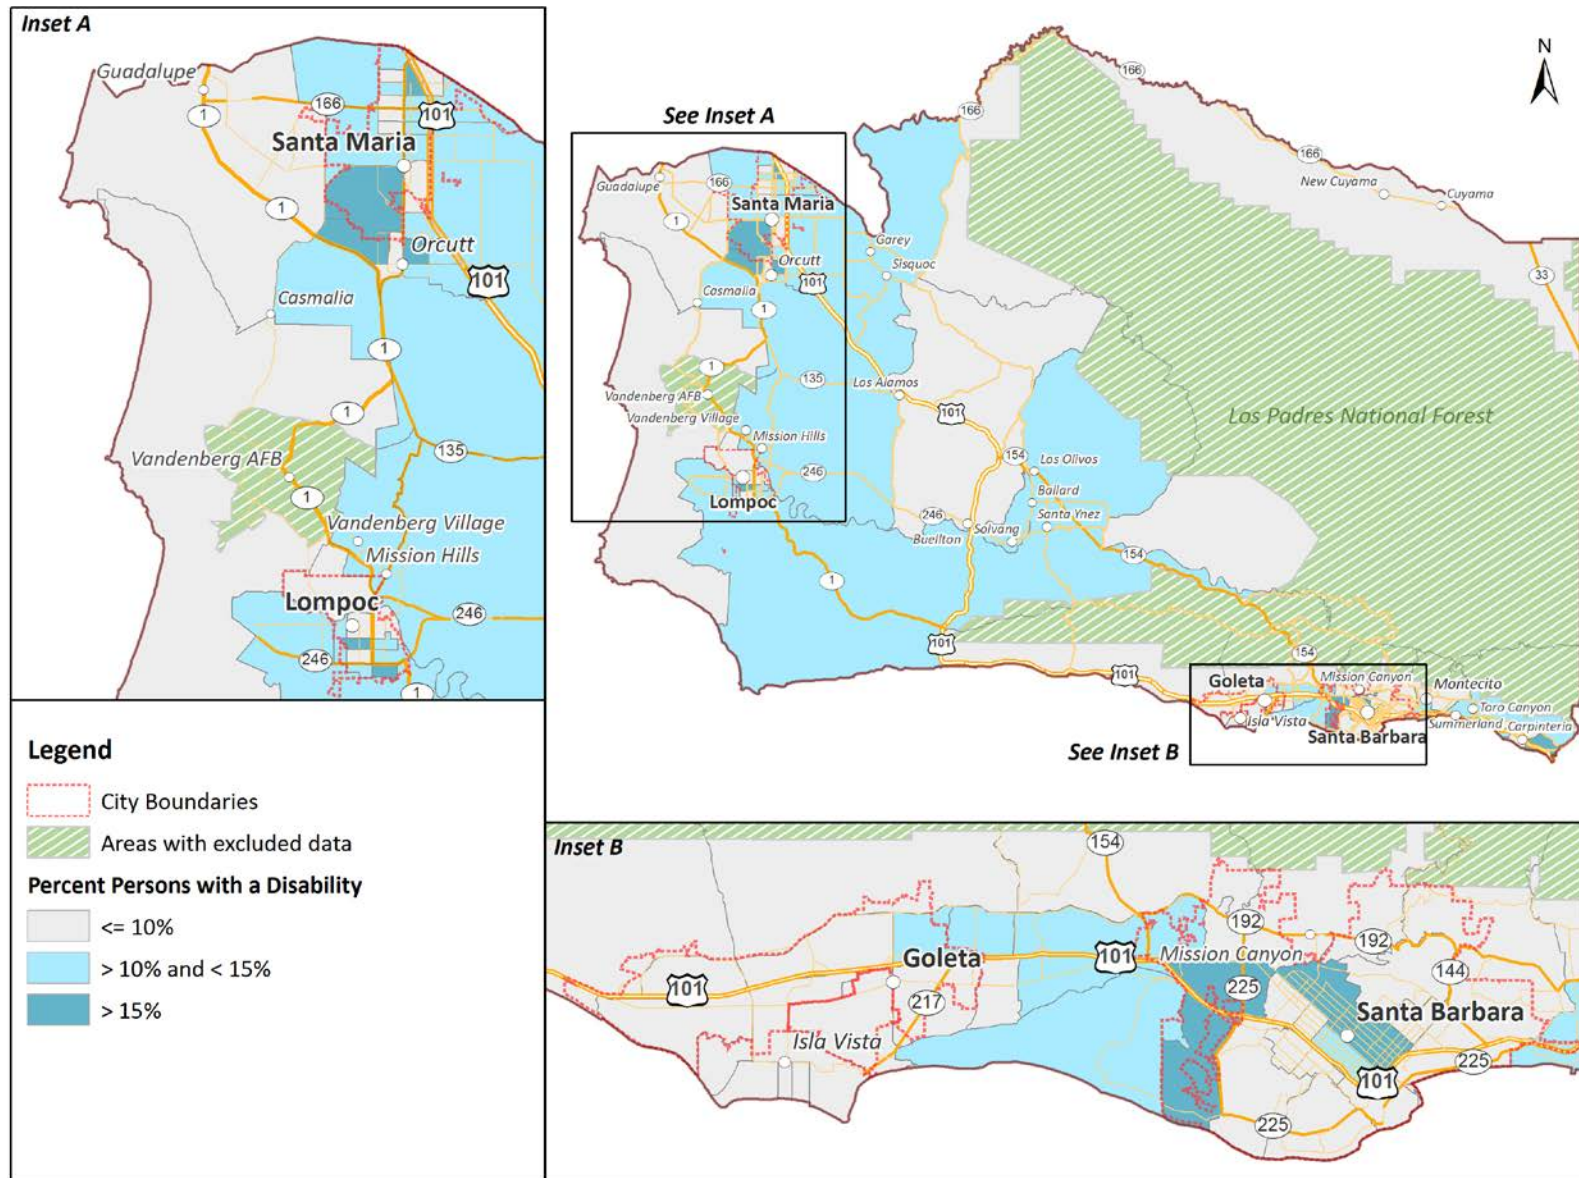 Inset A
Guadalupe
166
1
101
Santa Maria
1
Orcutt
101
Casmalia
1
1
Vandenberg AFB
135
1
Vandenberg Village
Mission Hills
Lompoc
246
246
1
Legend
City Boundaries
Areas with excluded data
Percent Persons with a Disability
<= 10%
> 10% and < 15%
> 15%
N
See Inset A
166
166
166
New Cuyama
Cuyama
Guadalupe
166
Santa Maria
1
Garey
33
Orcutt
Sisquoc
101
Casmalia
1
1
135
Los Alamos
Vandenberg AFB
101
Los Padres National Forest
Vandenberg Village
Mission Hills
154
Los Olivos
246
Ballard
Lompoc
246
Santa Ynez
Solvang
Buellton
154
1
101
154
101
Mission Canyon
Goleta
Montecito
Toro Canyon
Isla Vista
Summerland
Carpinteria
Santa Barbara
See Inset B
Inset B
154
192
192
101
Mission Canyon
Goleta
144
101
225
217
Santa Barbara
Isla Vista
225
101
225